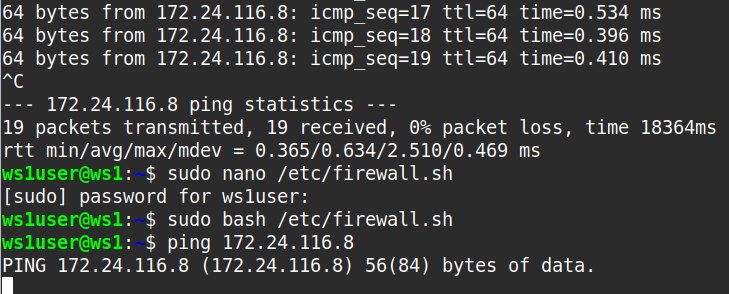 64 bytes from 172.24.116.8: icmp_seq=17 ttl=64 time=0.534 ms
64 bytes from 172.24.116.8: icmp_seq=18 ttl=64 time=0.396 ms
64 bytes from 172.24.116.8: icmp_seq=19 ttl=64 time=0.410 ms
^C
--- 172.24.116.8 ping statistics ---
19 packets transmitted, 19 received, 0% packet loss, time 18364ms
rtt min/avg/max/mdev = 0.365/0.634/2.510/0.469 ms
ws1user@ws1:~$ sudo nano /etc/firewall.sh
[sudo] password for ws1user:
ws1user@ws1:~$ sudo bash /etc/firewall.sh
ws1user@ws1:~$ ping 172.24.116.8
PING 172.24.116.8 (172.24.116.8) 56(84) bytes of data.